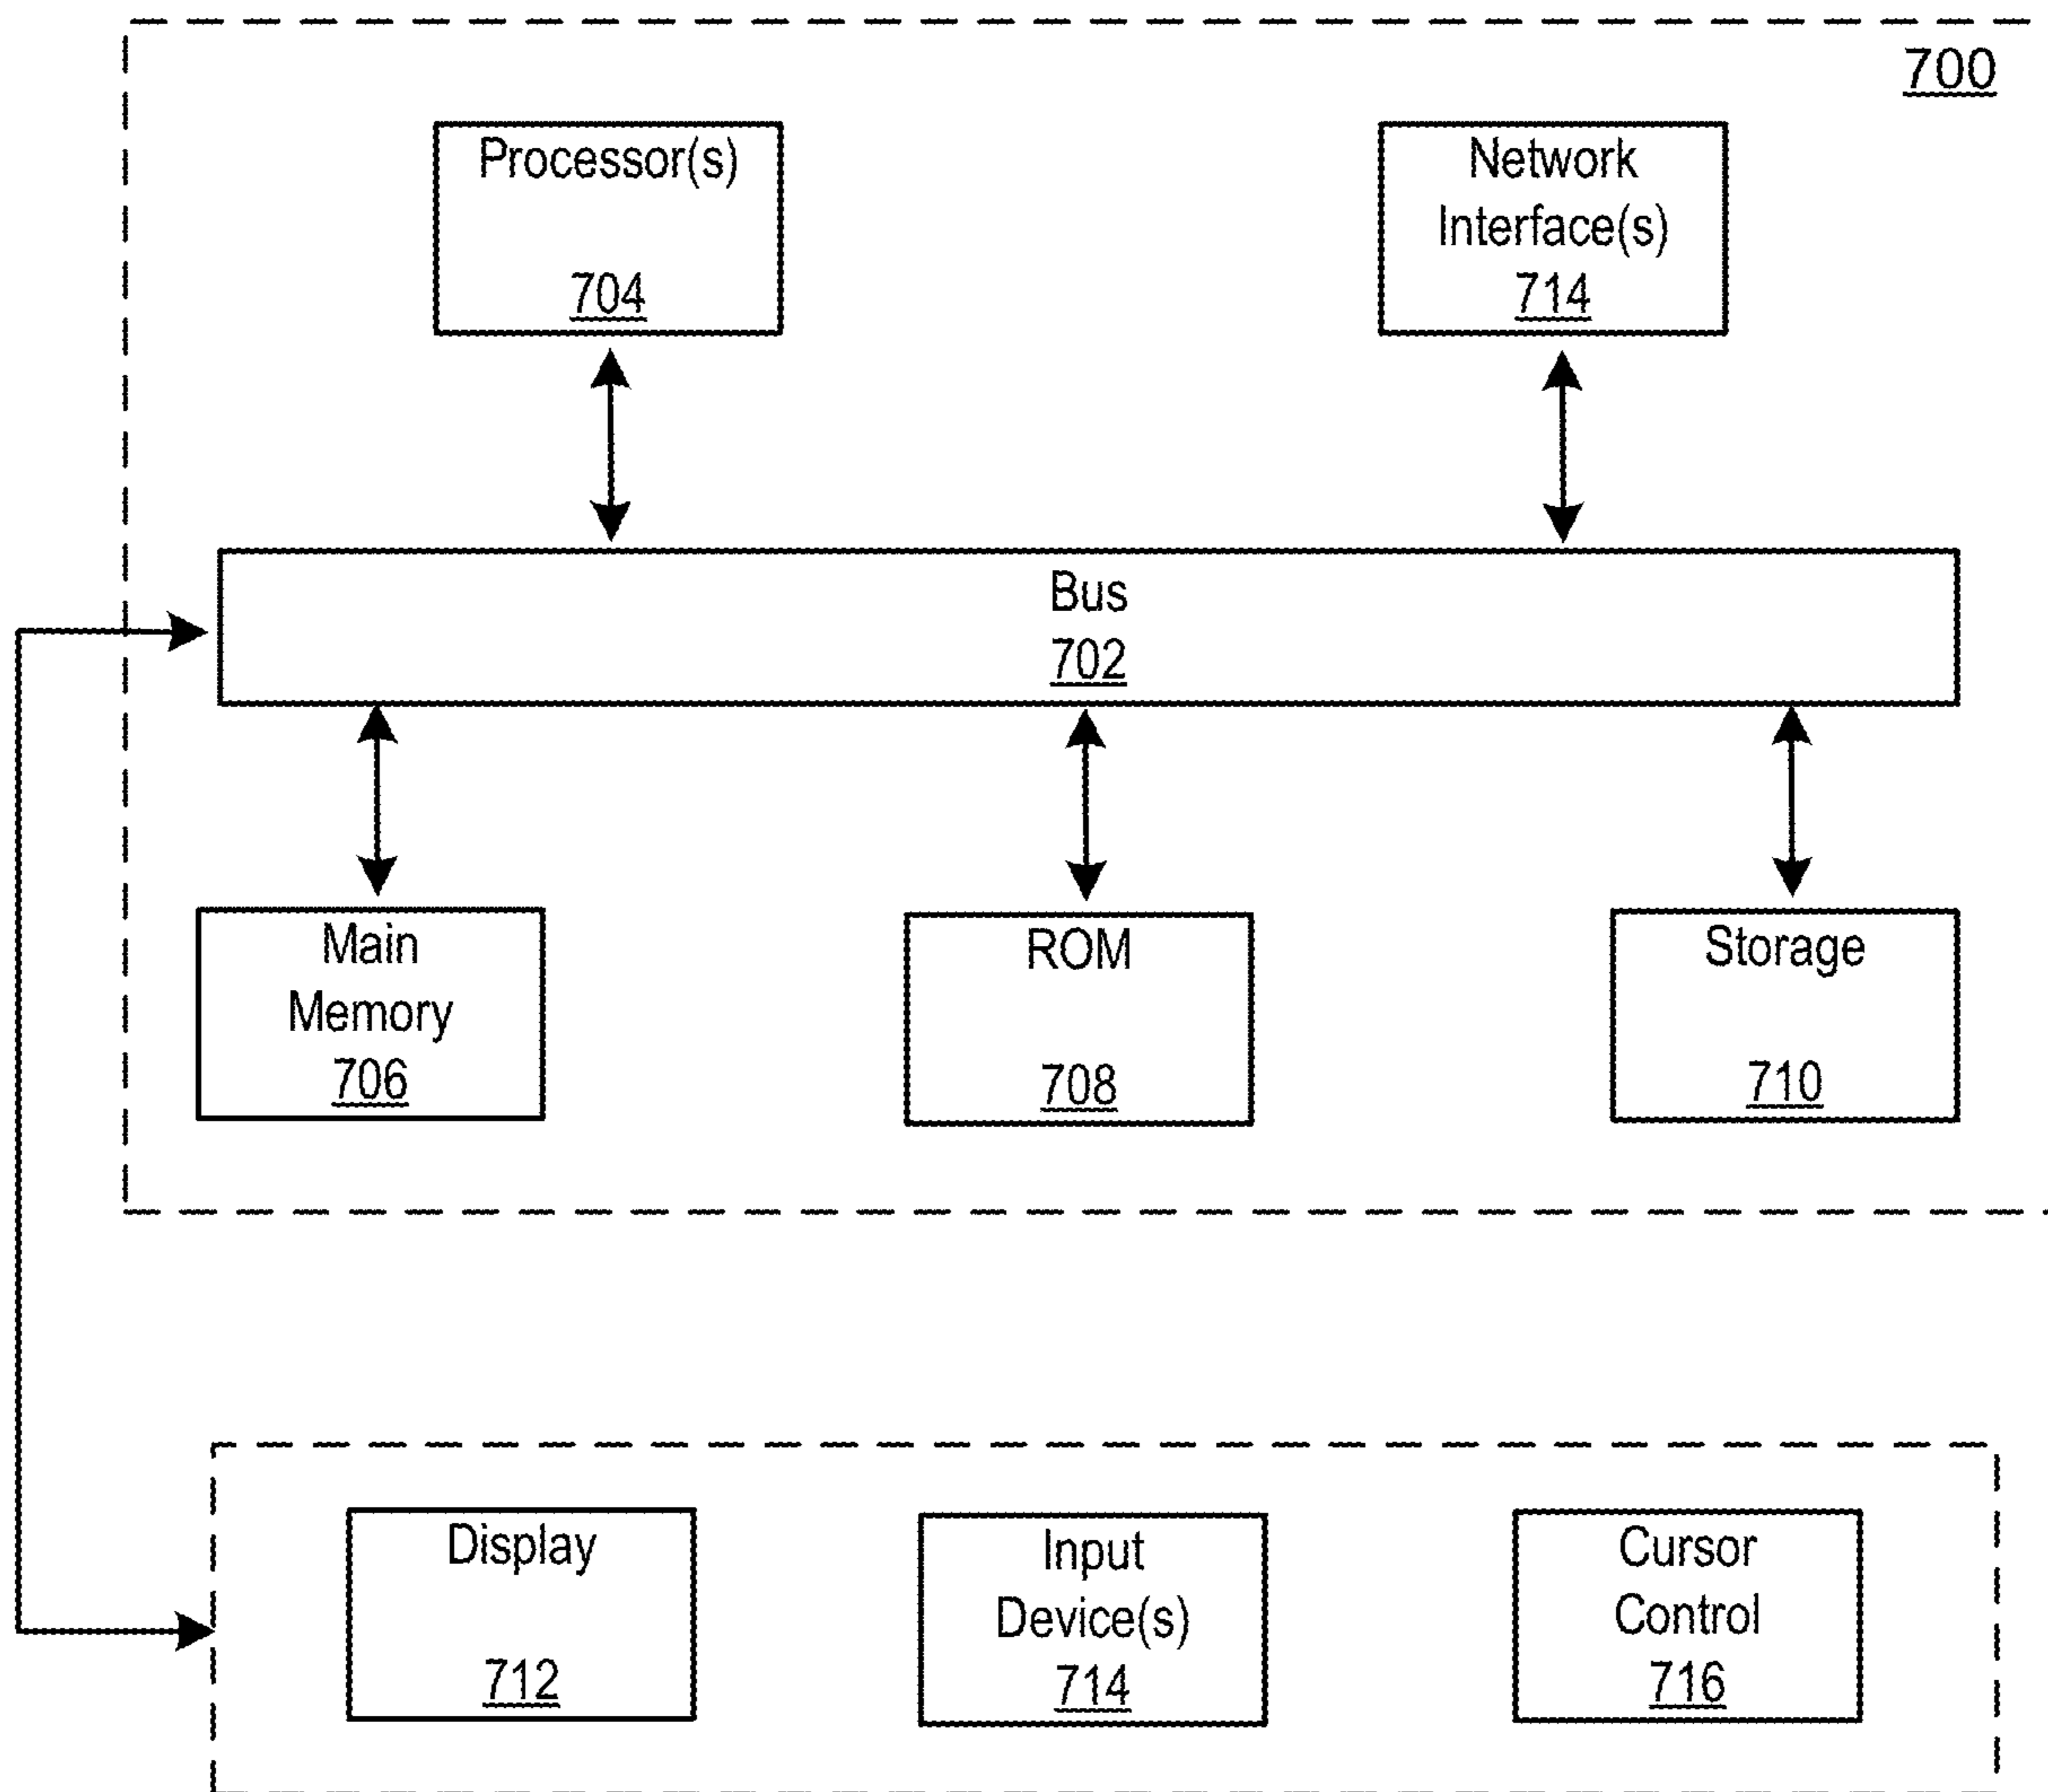 700
Processor(s)
704
Network
Interface(s)
714
Bus
702
Main
Memory
706
ROM
708
Storage
710
Display
712
Input
Device(s)
714
Cursor
Control
716